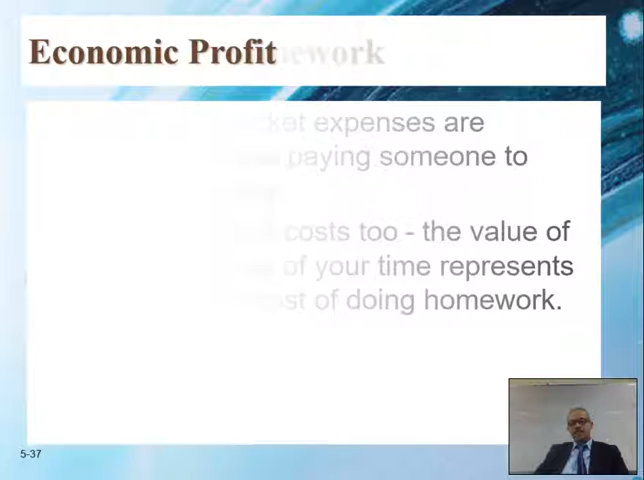 Economic Profit ework
ket expenses are
paying someone to
costs too - the value of
of your time represents
st of doing homework.
5-37